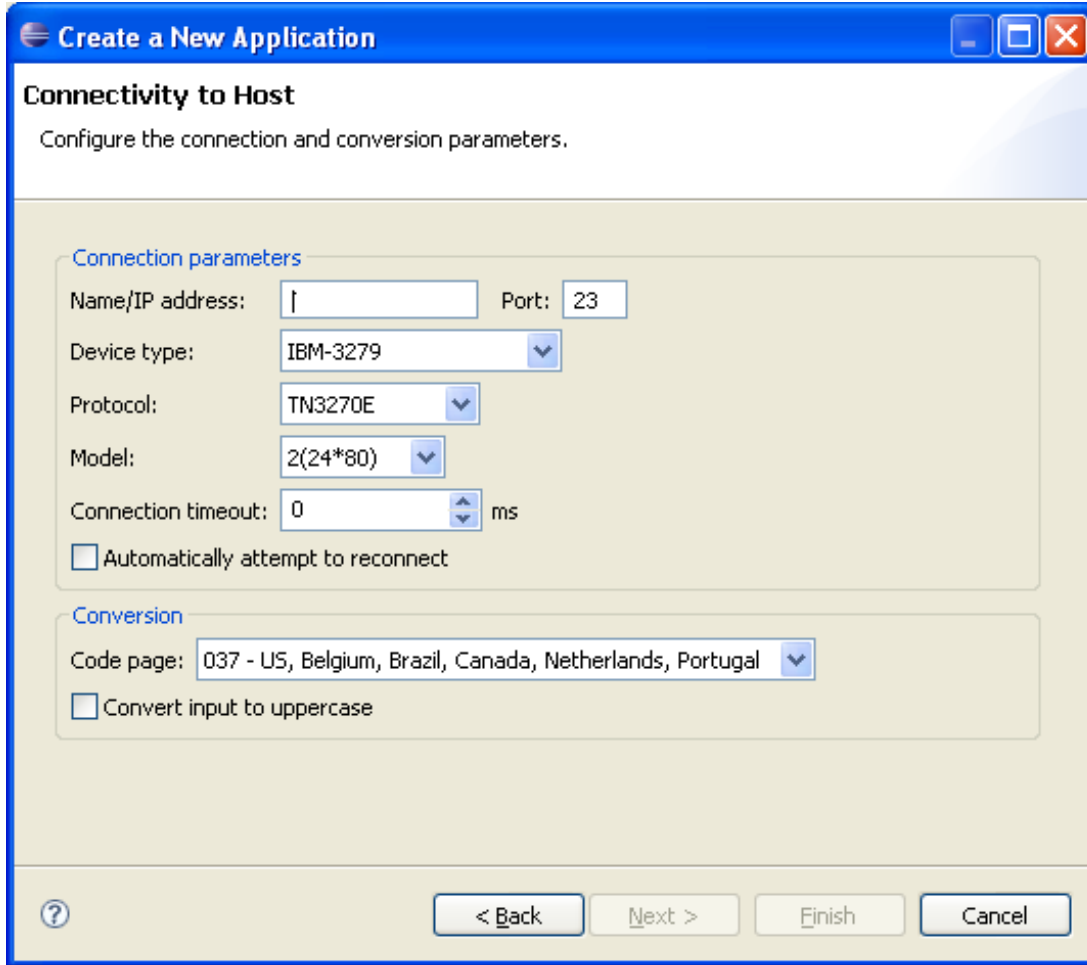 Create a New Application
Connectivity to Host
Configure the connection and conversion parameters.
Connection parameters
Name/IP address: Port: 23
Device type: IBM-3279
Protocol: TN3270E
Model: 2(24*80)
Connection timeout: 0 ms
Automatically attempt to reconnect
Conversion
Code page: 037 - US, Belgium, Brazil, Canada, Netherlands, Portugal
Convert input to uppercase
? < Back Next > Finish Cancel